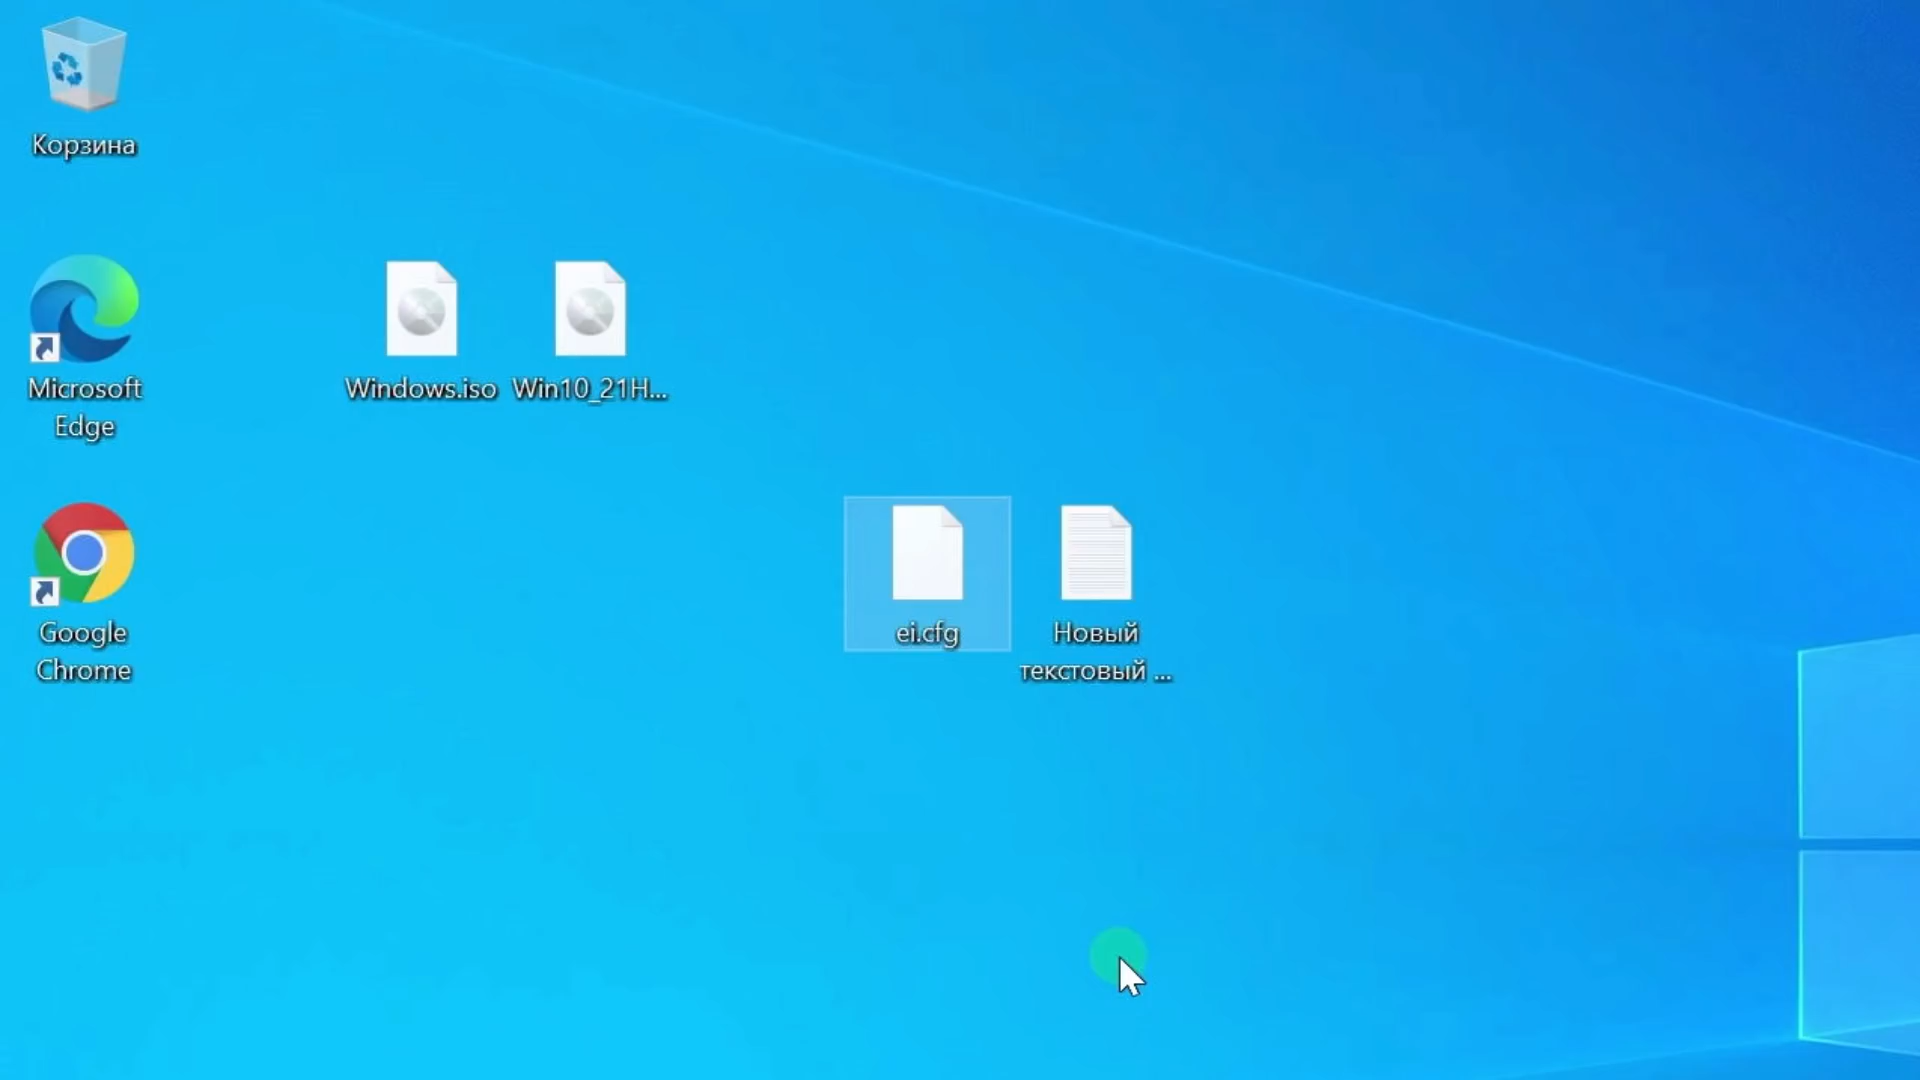 Корзина
Microsoft
Edge
Windows.iso
Win10_21H...
Google
Chrome
ei.cfg
Новый
текстовый ...